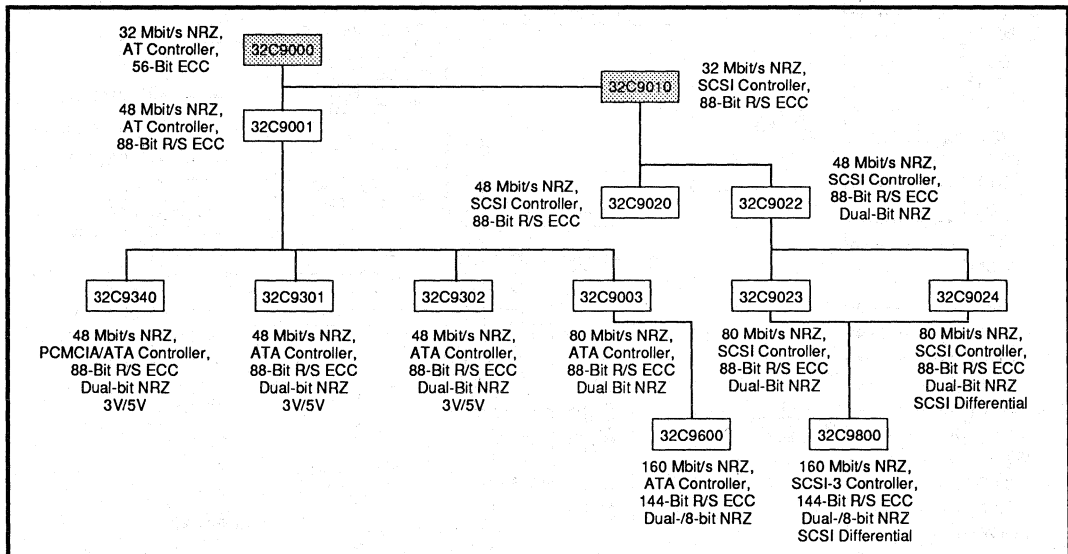 32 Mbit/s NRZ,
AT Controller,
56-Bit ECC
32C9000
32C9010
32 Mbit/s NRZ,
SCSI Controller,
88-Bit R/S ECC
48 Mbit/s NRZ,
AT Controller,
88-Bit R/S ECC
32C9001
48 Mbit/s NRZ,
SCSI Controller,
88-Bit R/S ECC
32C9020
32C9022
48 Mbit/s NRZ,
SCSI Controller,
88-Bit R/S ECC
Dual-Bit NRZ
32C9340
48 Mbit/s NRZ,
PCMCIA/ATA Controller,
88-Bit R/S ECC
Dual-bit NRZ
3V/5V
32C9301
48 Mbit/s NRZ,
ATA Controller,
88-Bit R/S ECC
Dual-bit NRZ
3V/5V
32C9302
48 Mbit/s NRZ,
ATA Controller,
88-Bit R/S ECC
Dual-Bit NRZ
3V/5V
32C9003
80 Mbit/s NRZ,
ATA Controller,
88-Bit R/S ECC
Dual Bit NRZ
32C9023
80 Mbit/s NRZ,
SCSI Controller,
88-Bit R/S ECC
Dual-Bit NRZ
32C9024
80 Mbit/s NRZ,
SCSI Controller,
88-Bit R/S ECC
Dual-Bit NRZ
SCSI Differential
32C9600
160 Mbit/s NRZ,
ATA Controller,
144-Bit R/S ECC
Dual-/8-bit NRZ
32C9800
160 Mbit/s NRZ,
SCSI-3 Controller,
144-Bit R/S ECC
Dual-/8-bit NRZ
SCSI Differential